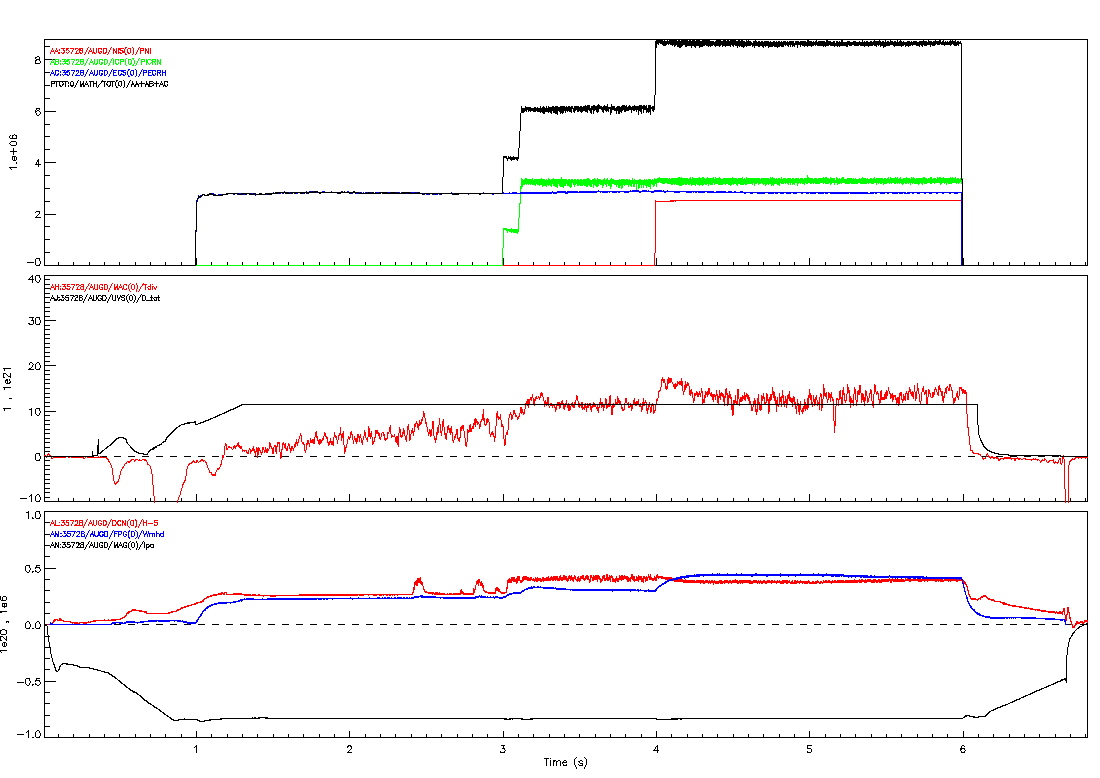 AA:35728/AUGD/NIS(0)/PNI
AB:35728/AUGD/ICP(0)/PICRN
AC:35728/AUGD/ECS(0)/PECRH
PTOT:0/MATH/TOT(0)/AA+AB+AC
8
6
4
2
-0
1.e+06
AH:35728/AUGD/MAC(0)/Tdiv
AJ:35728/AUGD/UVS(0)/D_tot
40
30
20
10
0
-10
1 , 1e21
AL:35728/AUGD/DCN(0)/H-5
AM:35728/AUGD/FPG(0)/Wmhd
AN:35728/AUGD/MAG(0)/Ipa
1.0
0.5
0.0
-0.5
-1.0
1e20 , 1e6
1 2 3 4 5 6
Time (s)